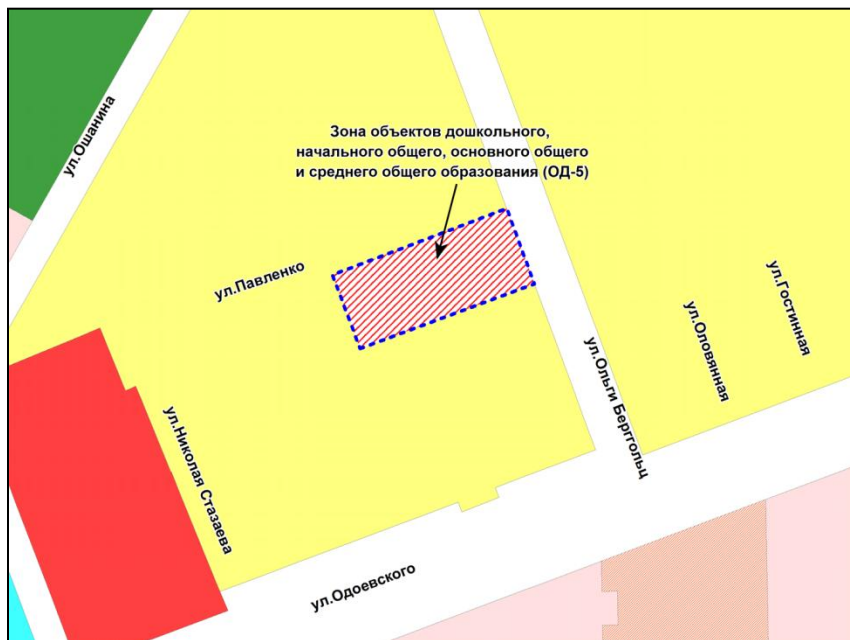 ул.Ошанина
Зона объектов дошкольного,
начального общего, основного общего
и среднего общего образования (ОД-5)
ул.Павленко
ул.Гостинная
ул.Оловянная
ул.Ольги Берггольц
ул.Николая Стазаева
ул.Одоевского